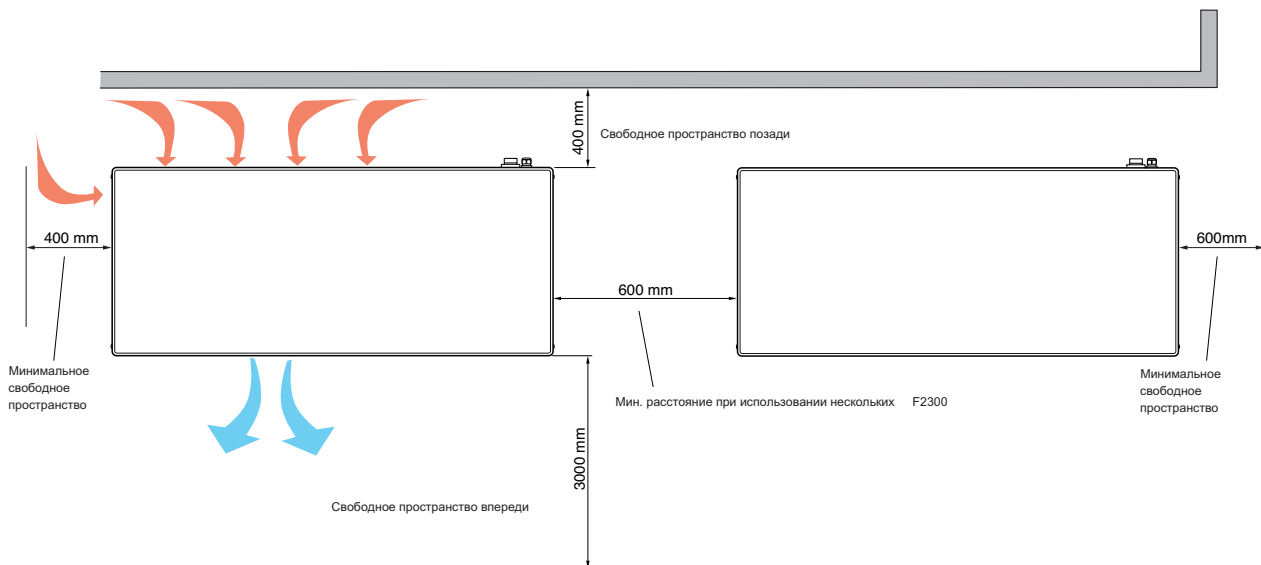 400 mm
Свободное пространство позади
400 mm
600mm
600 mm
Минимальное
свободное
пространство
Мин. расстояние при использовании нескольких F2300
Минимальное
свободное
пространство
3000 mm
Свободное пространство впереди